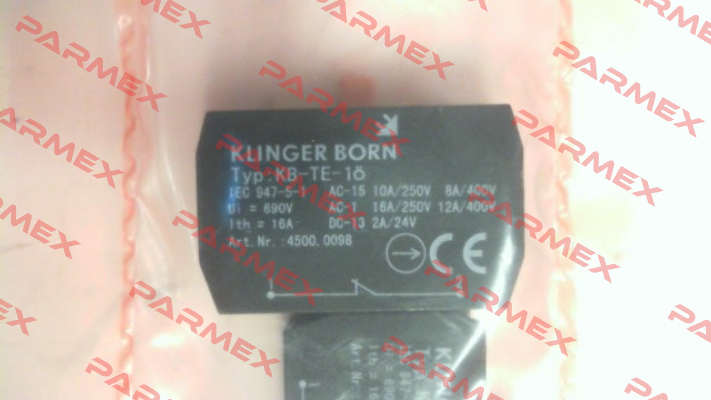 KLINGER BORN
Typ.:KB-TE-1ö
IEC 947-5-1 AC-15 10A/250V 8A/400V
Ui = 690V AC-1 16A/250V 12A/400V
Ith = 16A DC-13 2A/24V
Art.Nr.:4500.0098
CE
PARMEX
PARMEX
PARMEX
PARMEX
PARMEX
PARMEX
PARMEX
PARMEX
PARMEX
PARMEX
PARMEX
PARMEX